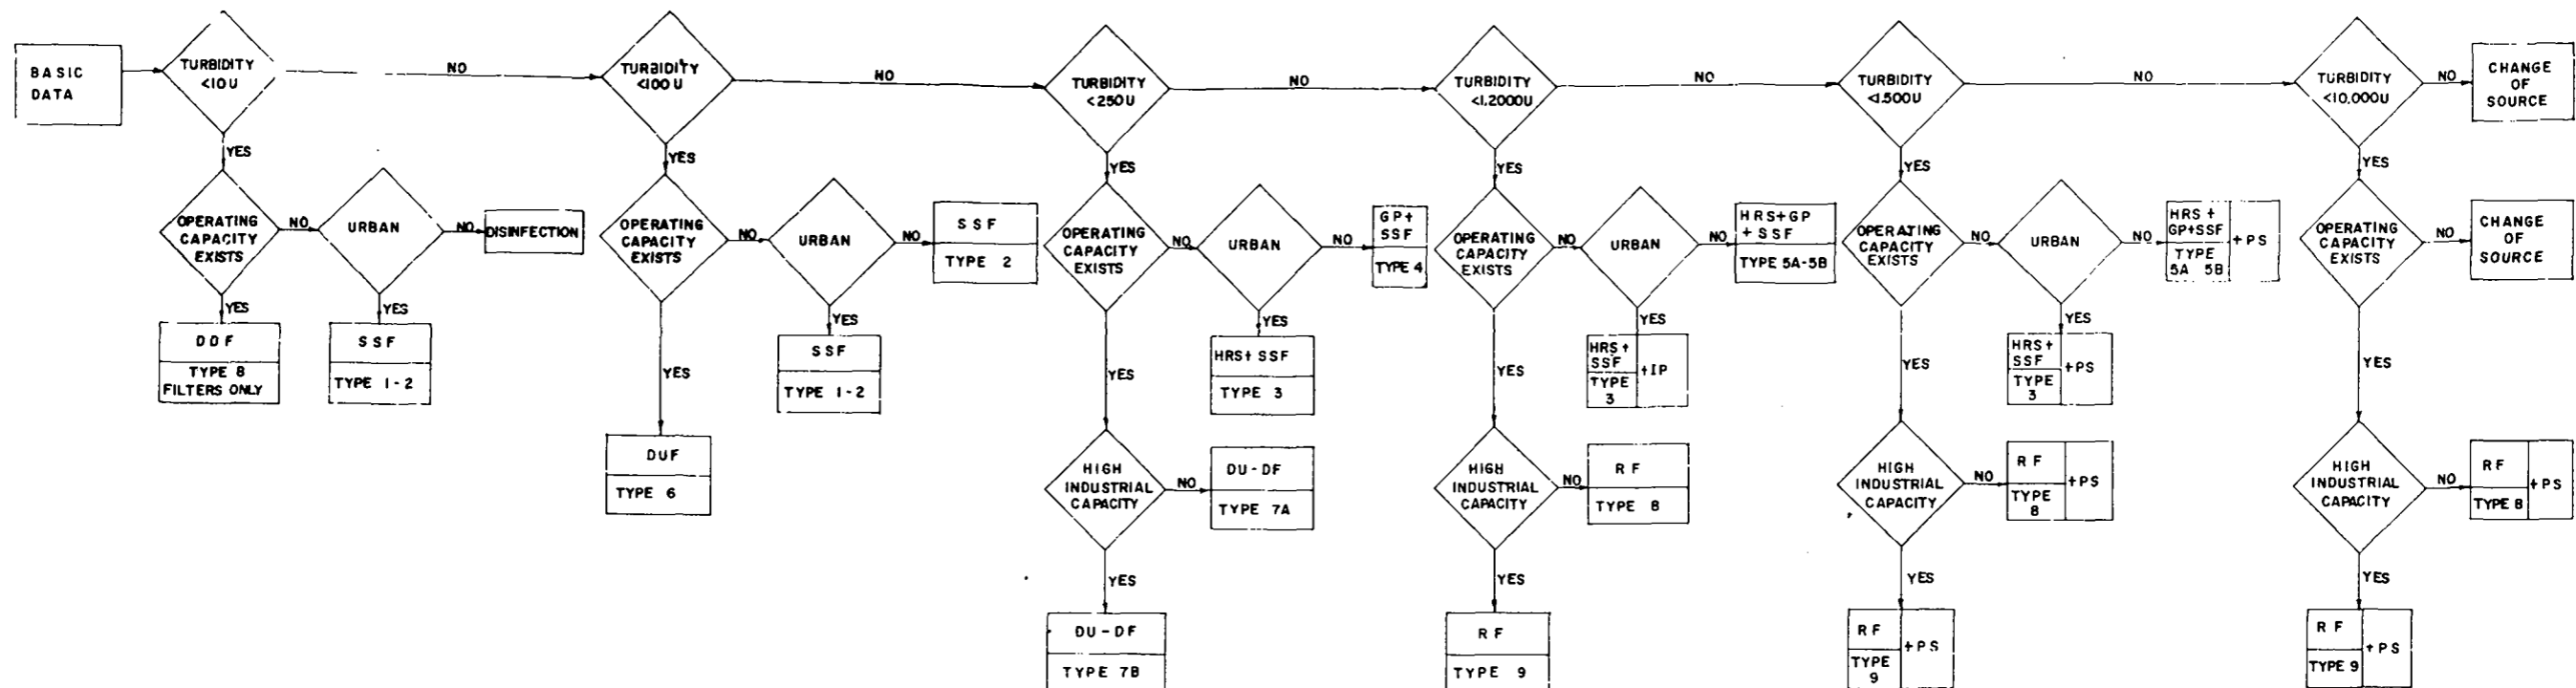 BASIC
DATA
TURBIDITY
<10U
NO
TURBIDITY
<100U
NO
TURBIDITY
<250U
NO
TURBIDITY
<1,2000U
NO
TURBIDITY
<1,500U
NO
TURBIDITY
<10,000U
NO
CHANGE
OF
SOURCE
YES
YES
YES
YES
YES
YES
OPERATING
CAPACITY
EXISTS
NO
URBAN
NO
DISINFECTION
OPERATING
CAPACITY
EXISTS
NO
URBAN
NO
SSF
TYPE 2
OPERATING
CAPACITY
EXISTS
NO
URBAN
NO
GP+
SSF
TYPE 4
OPERATING
CAPACITY
EXISTS
NO
URBAN
NO
HRS+GP
+ SSF
TYPE 5A-5B
OPERATING
CAPACITY
EXISTS
NO
URBAN
NO
HRS +
GP+SSF
TYPE
5A 5B
+PS
OPERATING
CAPACITY
EXISTS
NO
CHANGE
OF
SOURCE
YES
YES
YES
YES
YES
YES
DDF
TYPE 8
FILTERS ONLY
SSF
TYPE 1-2
SSF
TYPE 1-2
HRS+ SSF
TYPE 3
HRS+
SSF
TYPE
3
+IP
HRS+
SSF
TYPE
3
+PS
YES
YES
YES
YES
YES
DUF
TYPE 6
HIGH
INDUSTRIAL
CAPACITY
NO
DU-DF
TYPE 7A
HIGH
INDUSTRIAL
CAPACITY
NO
RF
TYPE 8
HIGH
INDUSTRIAL
CAPACITY
NO
RF
TYPE
8
+PS
HIGH
INDUSTRIAL
CAPACITY
NO
RF
TYPE 8
+PS
YES
YES
YES
YES
DU-DF
TYPE 7B
RF
TYPE 9
RF
TYPE
9
+PS
RF
TYPE 9
+PS